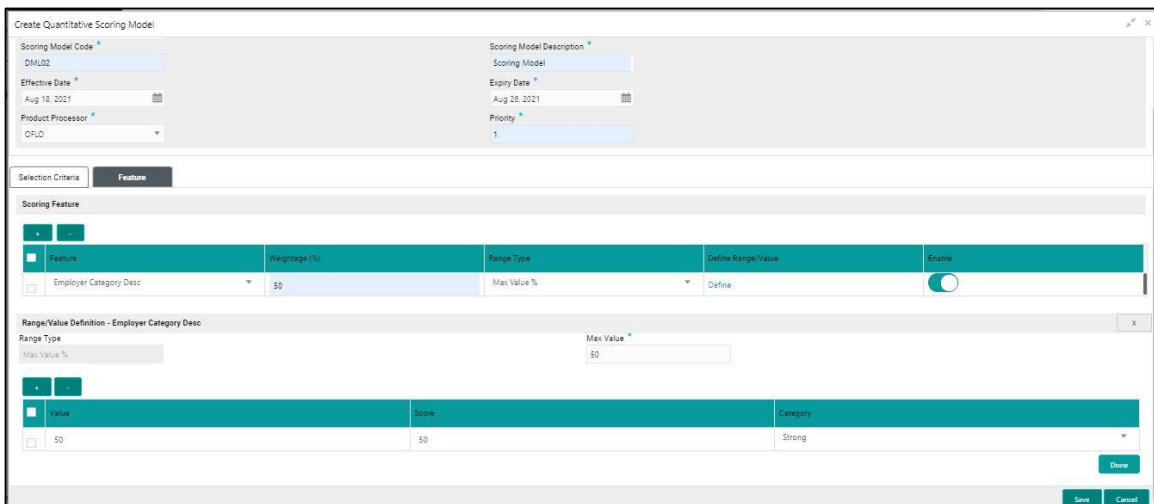 Create Quantitative Scoring Model
Scoring Model Code * Scoring Model Description *
DML02 Scoring Model
Effective Date * Expiry Date *
Aug 18, 2021 Aug 26, 2021
Product Processor * Priority *
OFLO 1
Selection Criteria Feature
Scoring Feature
+ -
Feature Weightage (%) Range Type Define Range/Value Enable
Employer Category Desc 50 Max Value % Define
Range/Value Definition - Employer Category Desc X
Range Type Max Value *
Max Value % 50
+ -
Value Score Category
50 50 Strong
Done
Save Cancel